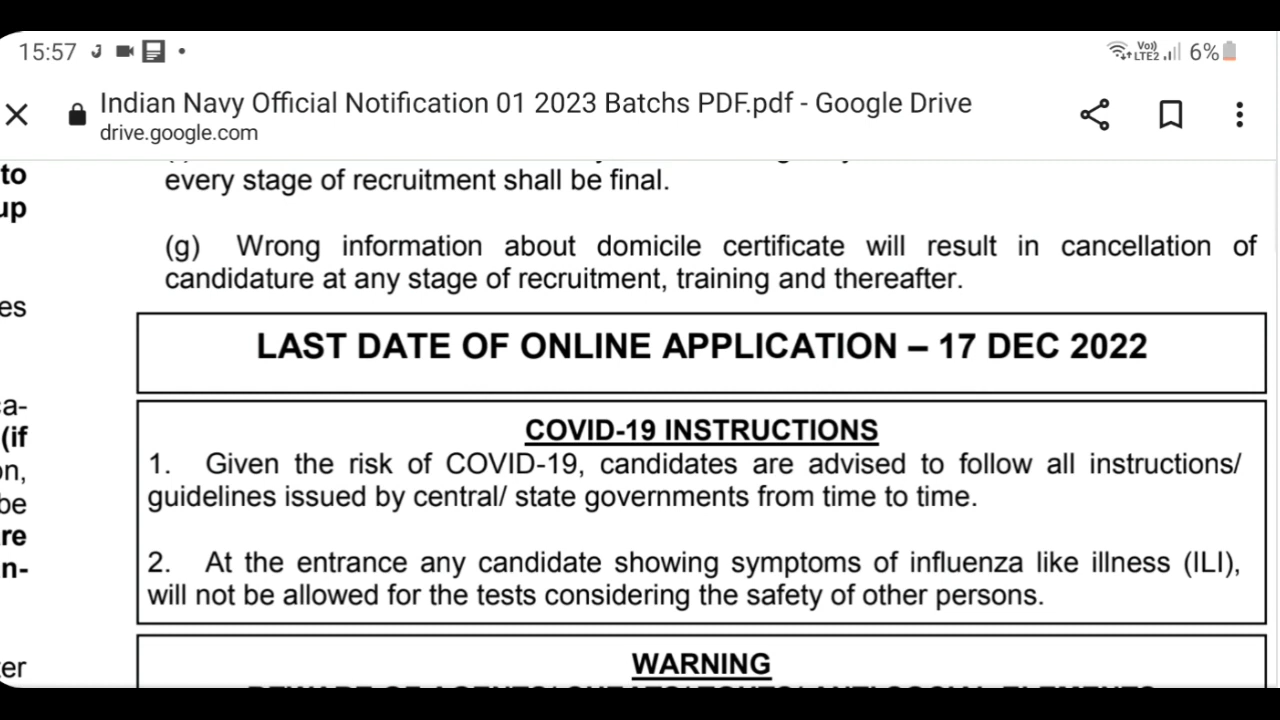 15:57
Vo)) LTE2 6%
Indian Navy Official Notification 01 2023 Batchs PDF.pdf - Google Drive
drive.google.com
to
up
es
ca-
(if
on,
be
re
n-
ter
every stage of recruitment shall be final.
(g) Wrong information about domicile certificate will result in cancellation of
candidature at any stage of recruitment, training and thereafter.
LAST DATE OF ONLINE APPLICATION – 17 DEC 2022
COVID-19 INSTRUCTIONS
1. Given the risk of COVID-19, candidates are advised to follow all instructions/
guidelines issued by central/ state governments from time to time.
2. At the entrance any candidate showing symptoms of influenza like illness (ILI),
will not be allowed for the tests considering the safety of other persons.
WARNING